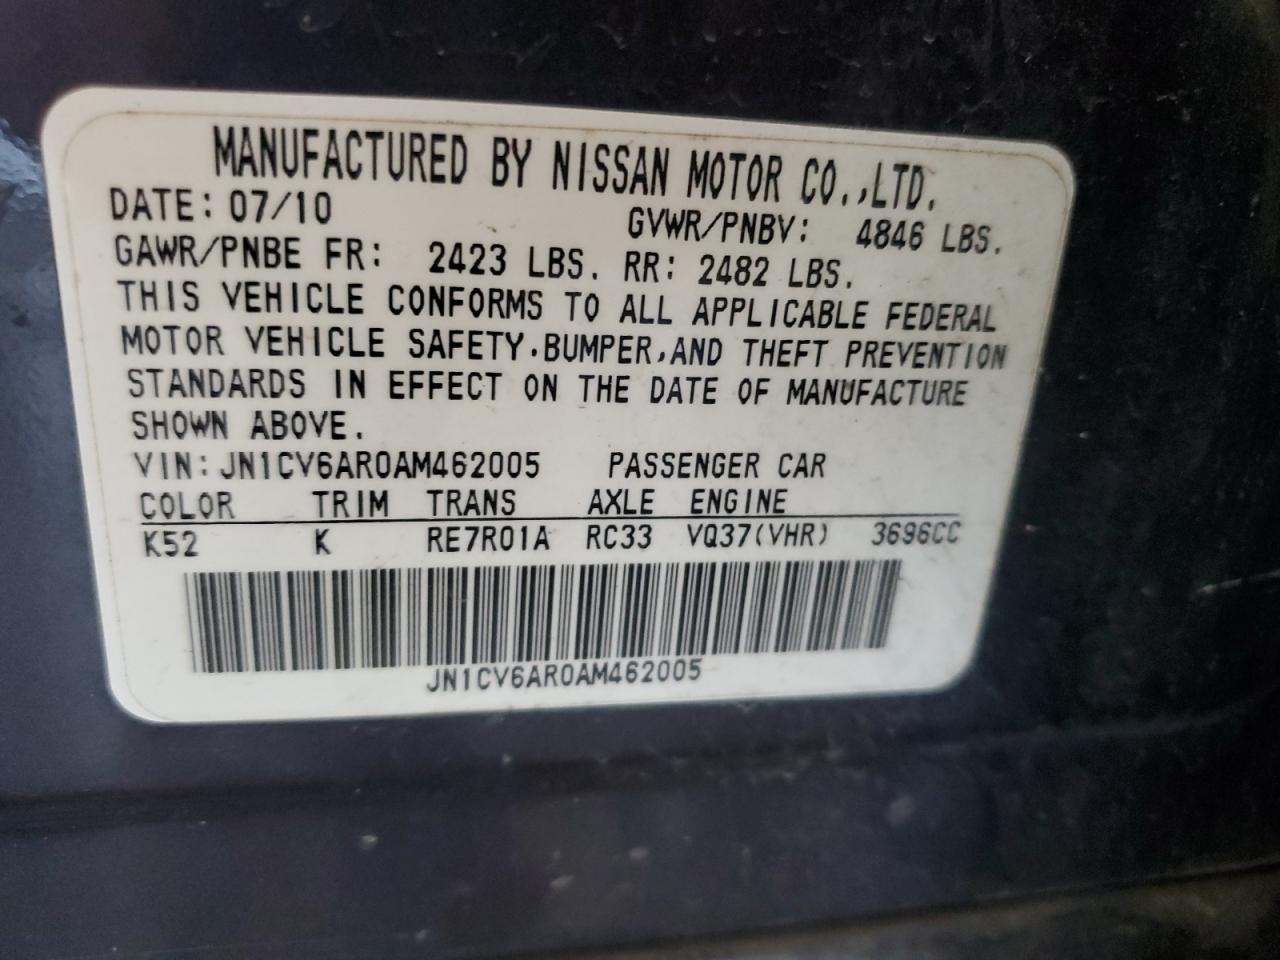 MANUFACTURED BY NISSAN MOTOR CO.,LTD.
DATE: 07/10 GVWR/PNBV: 4846 LBS.
GAWR/PNBE FR: 2423 LBS. RR: 2482 LBS.
THIS VEHICLE CONFORMS TO ALL APPLICABLE FEDERAL
MOTOR VEHICLE SAFETY.BUMPER,AND THEFT PREVENTION
STANDARDS IN EFFECT ON THE DATE OF MANUFACTURE
SHOWN ABOVE.
VIN: JN1CV6AR0AM462005 PASSENGER CAR
COLOR TRIM TRANS AXLE ENGINE
K52 K RE7R01A RC33 VQ37(VHR) 3696CC
JN1CV6AR0AM462005